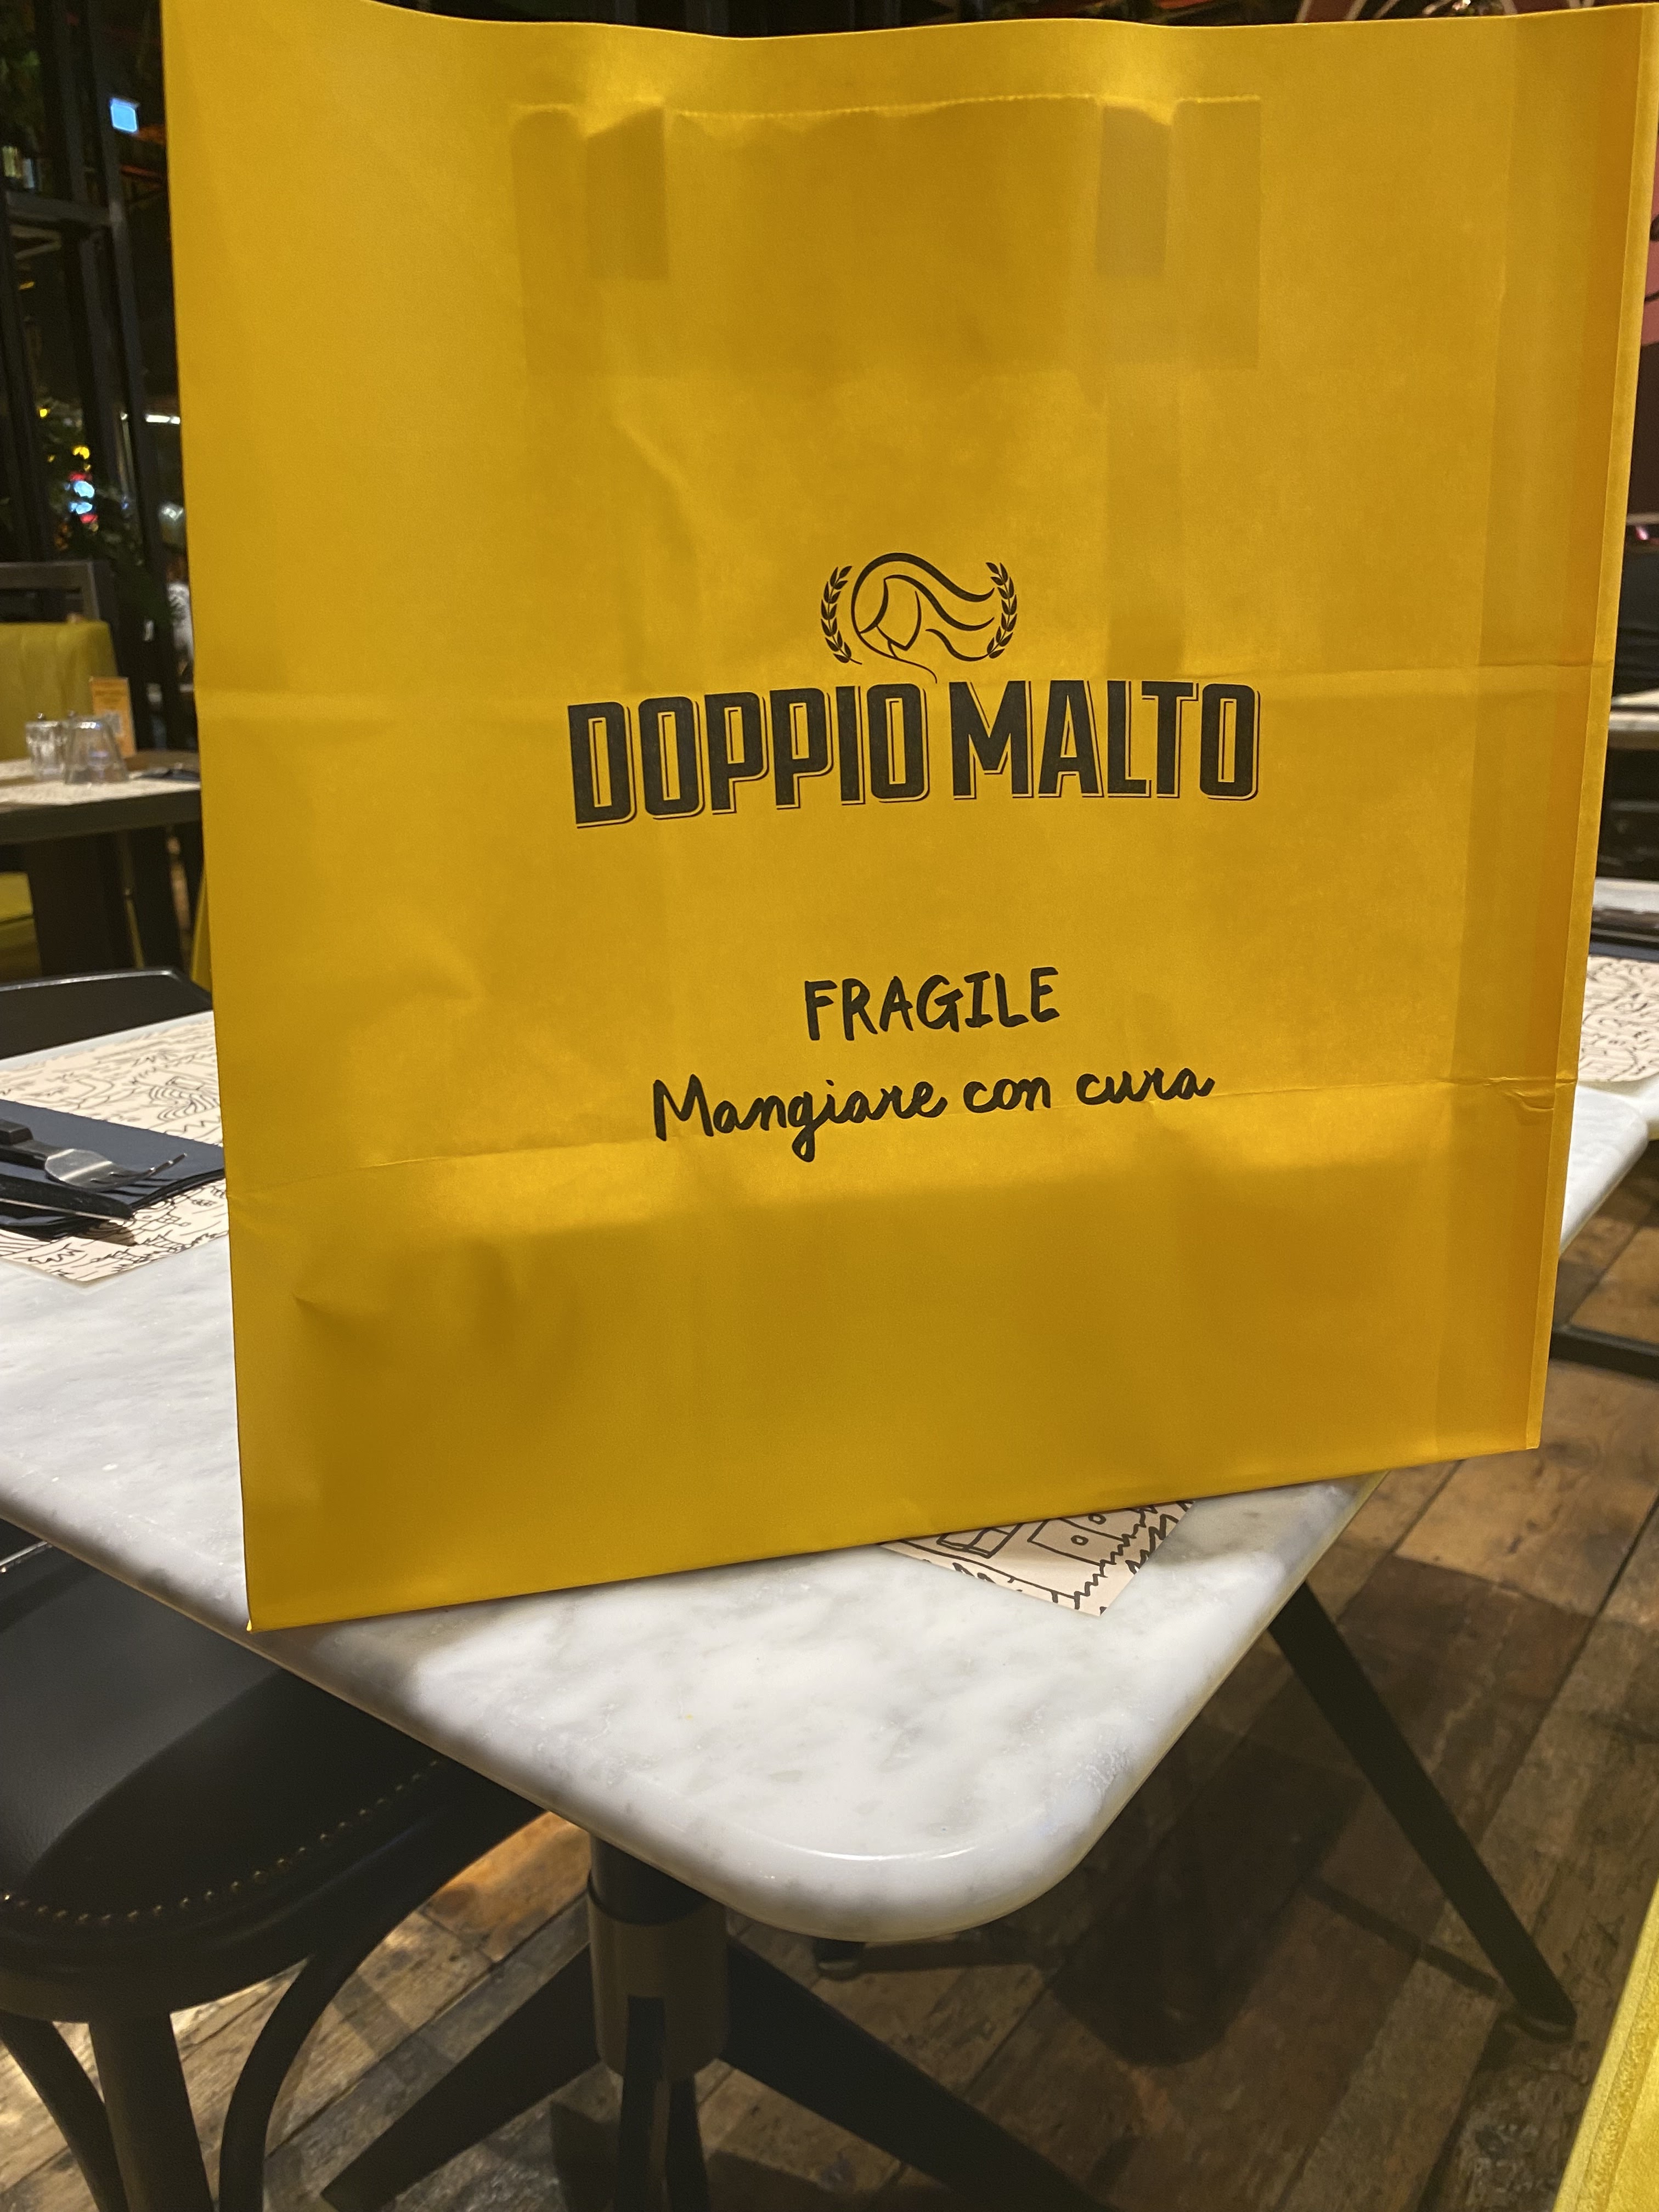 DOPPIO MALTO
FRAGILE
Mangiare con cura